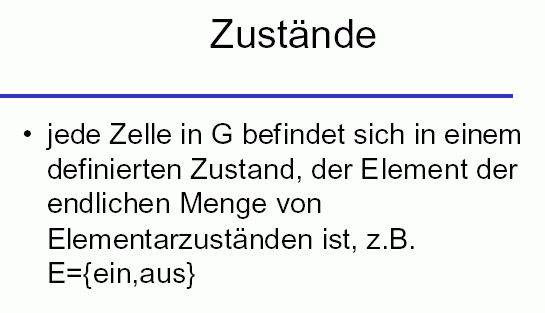 Zustände
• jede Zelle in G befindet sich in einem
definierten Zustand, der Element der
endlichen Menge von
Elementarzuständen ist, z.B.
E={ein,aus}